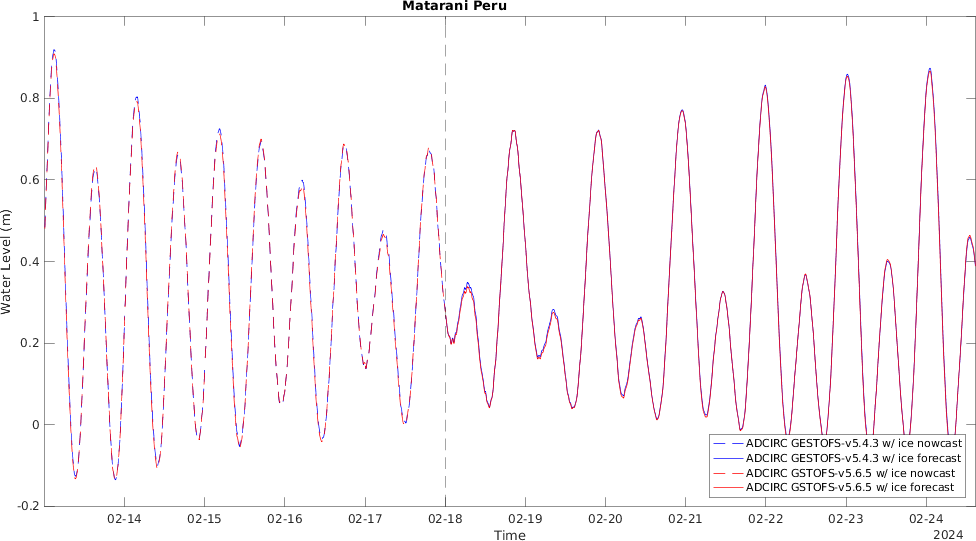 Matarani Peru
1
0.8
0.6
0.4
0.2
0
-0.2
Water Level (m)
02-14 02-15 02-16 02-17 02-18 02-19 02-20 02-21 02-22 02-23 02-24
Time
2024
ADCIRC GESTOFS-v5.4.3 w/ ice nowcast
ADCIRC GESTOFS-v5.4.3 w/ ice forecast
ADCIRC GSTOFS-v5.6.5 w/ ice nowcast
ADCIRC GSTOFS-v5.6.5 w/ ice forecast